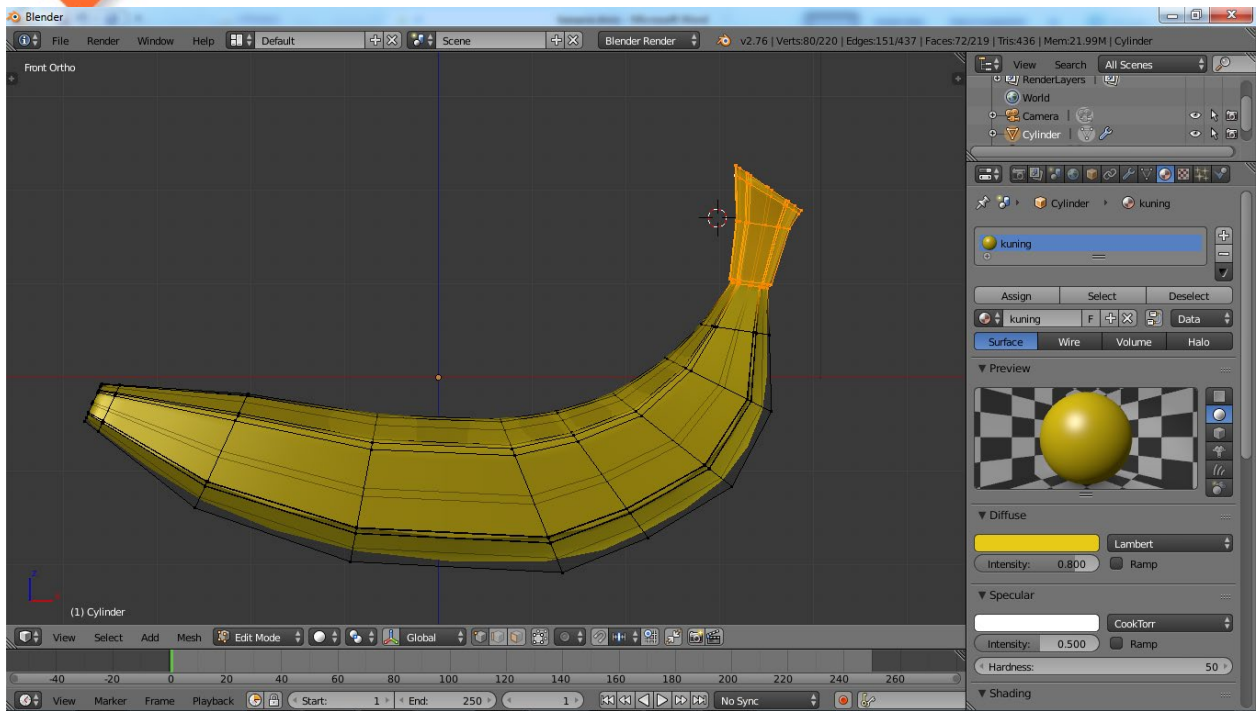 Blender
File Render Window Help Default Scene Blender Render v2.76 | Verts:80/220 | Edges:151/437 | Faces:72/219 | Tris:436 | Mem:21.99M | Cylinder
Front Ortho
View Search All Scenes
RenderLayers
World
Camera
Cylinder
Cylinder kuning
kuning
Assign Select Deselect
kuning F Data
Surface Wire Volume Halo
Preview
Diffuse
Lambert
Intensity: 0.800 Ramp
Specular
CookTorr
Intensity: 0.500 Ramp
Hardness: 50
Shading
z
x
(1) Cylinder
View Select Add Mesh Edit Mode Global
-40 -20 0 20 40 60 80 100 120 140 160 180 200 220 240 260
View Marker Frame Playback Start: 1 End: 250 1 No Sync